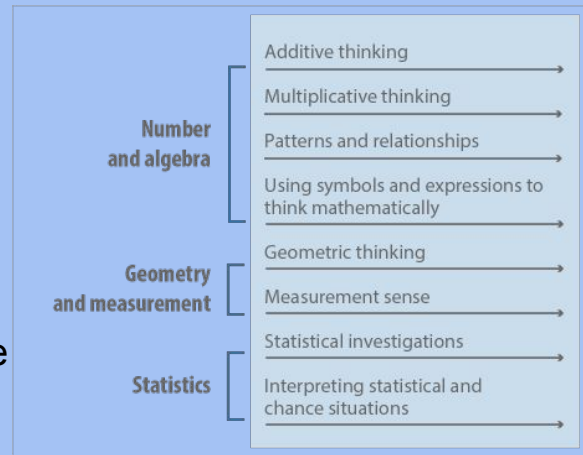 Additive thinking
Multiplicative thinking
Number
and algebra
Patterns and relationships
Using symbols and expressions to
think mathematically
Geometry
and measurement
Geometric thinking
Measurement sense
Statistical investigations
e
Statistics
Interpreting statistical and
chance situations